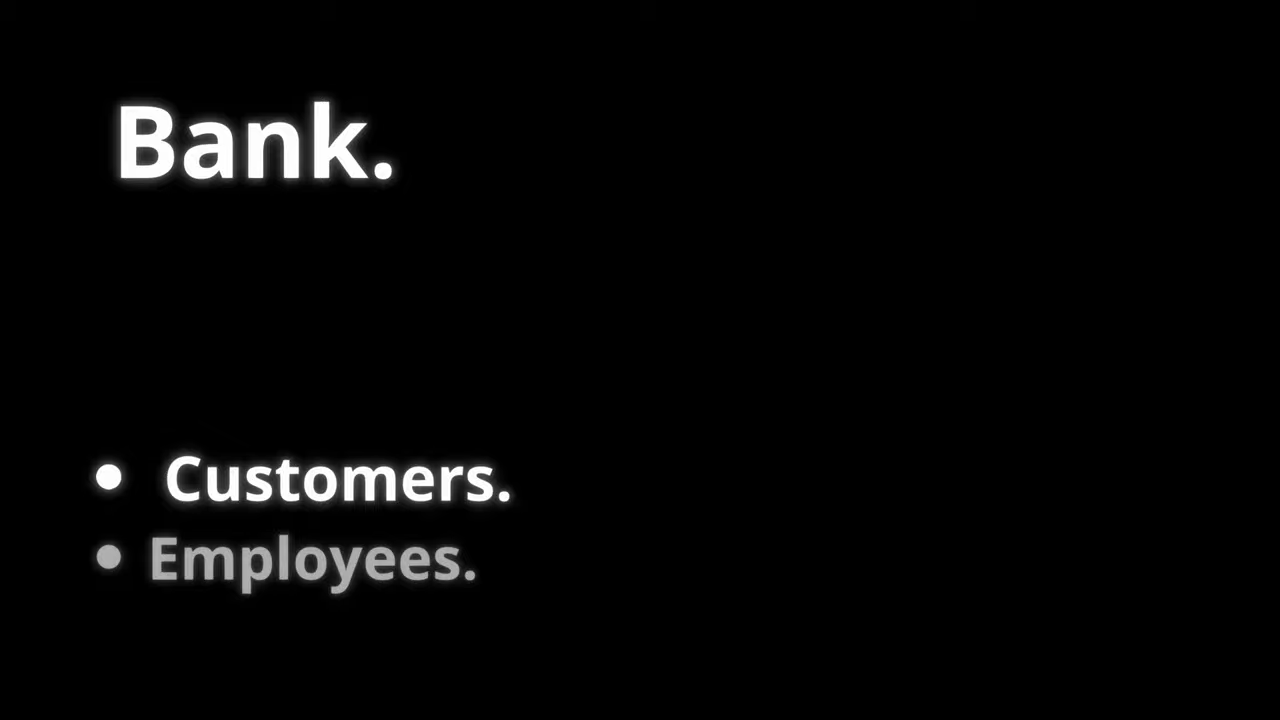 Bank.
• Customers.
• Employees.